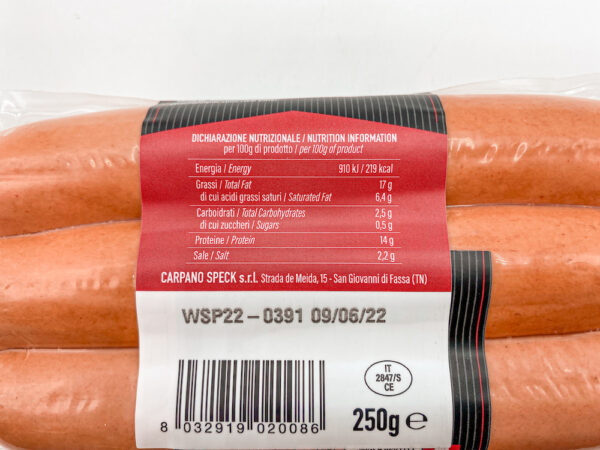 DICHIARAZIONE NUTRIZIONALE / NUTRITION INFORMATION
per 100g di prodotto / per 100g of product
Energia / Energy 910 kJ / 219 kcal
Grassi / Total Fat 17 g
di cui acidi grassi saturi / Saturated Fat 6,4 g
Carboidrati / Total Carbohydrates 2,5 g
di cui zuccheri / Sugars 0,5 g
Proteine / Protein 14 g
Sale / Salt 2,2 g
CARPANO SPECK s.r.l. Strada de Meida, 15 - San Giovanni di Fassa (TN)
WSP22-0391 09/06/22
IT
2847/S
CE
250g ℮
8 032919 020086